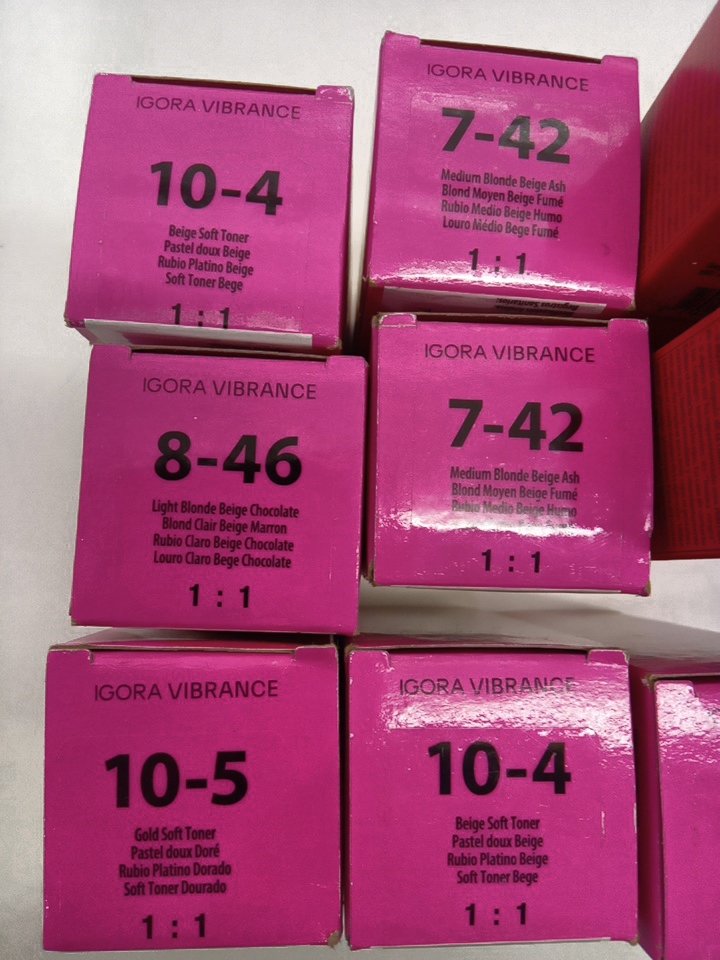 IGORA VIBRANCE
10-4
Beige Soft Toner
Pastel doux Beige
Rubio Platino Beige
Soft Toner Bege
1 : 1
IGORA VIBRANCE
7-42
Medium Blonde Beige Ash
Blond Moyen Beige Fumé
Rubio Medio Beige Humo
Louro Médio Bege Fumé
1 : 1
IGORA VIBRANCE
8-46
Light Blonde Beige Chocolate
Blond Clair Beige Marron
Rubio Claro Beige Chocolate
Louro Claro Bege Chocolate
1 : 1
IGORA VIBRANCE
7-42
Medium Blonde Beige Ash
Blond Moyen Beige Fumé
Rubio Medio Beige Humo
1 : 1
IGORA VIBRANCE
10-5
Gold Soft Toner
Pastel doux Doré
Rubio Platino Dorado
Soft Toner Dourado
1 : 1
IGORA VIBRANCE
10-4
Beige Soft Toner
Pastel doux Beige
Rubio Platino Beige
Soft Toner Bege
1 : 1